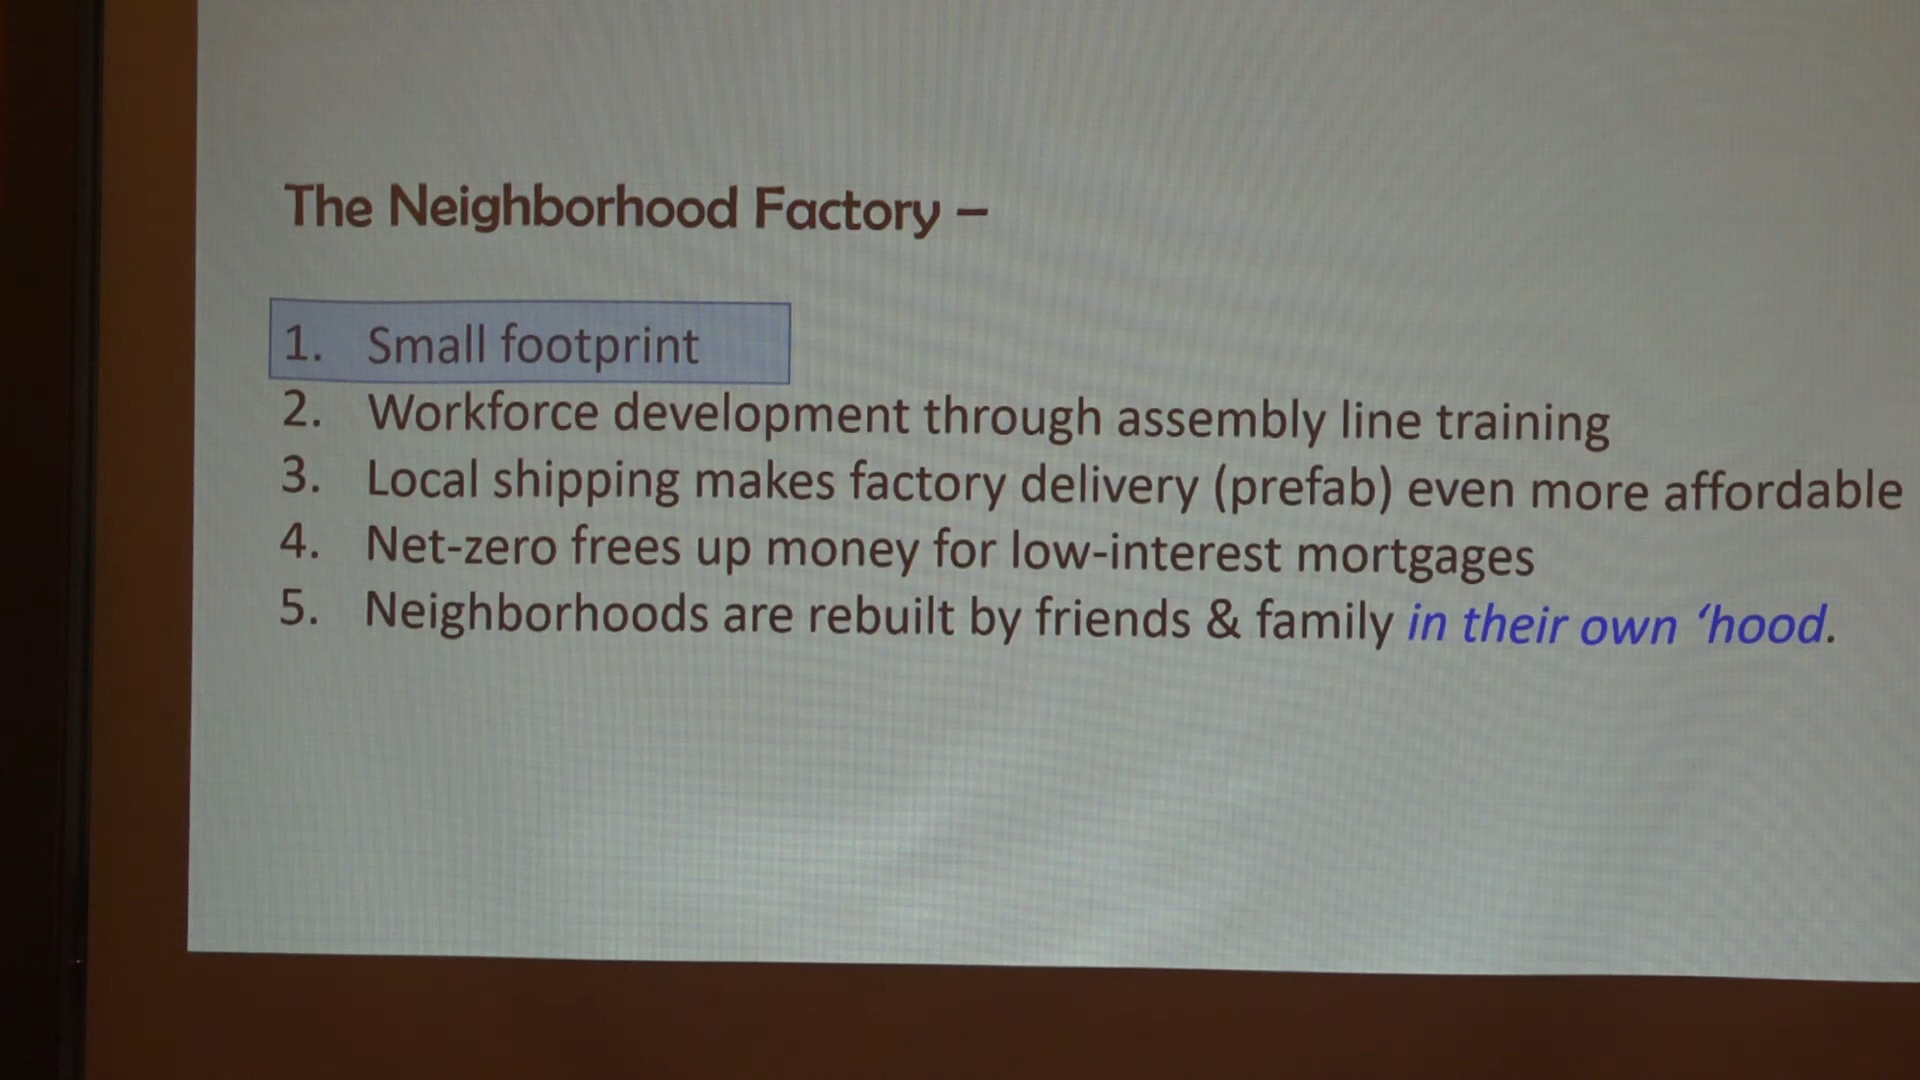 The Neighborhood Factory –
1. Small footprint
2. Workforce development through assembly line training
3. Local shipping makes factory delivery (prefab) even more affordable
4. Net-zero frees up money for low-interest mortgages
5. Neighborhoods are rebuilt by friends & family in their own ‘hood.